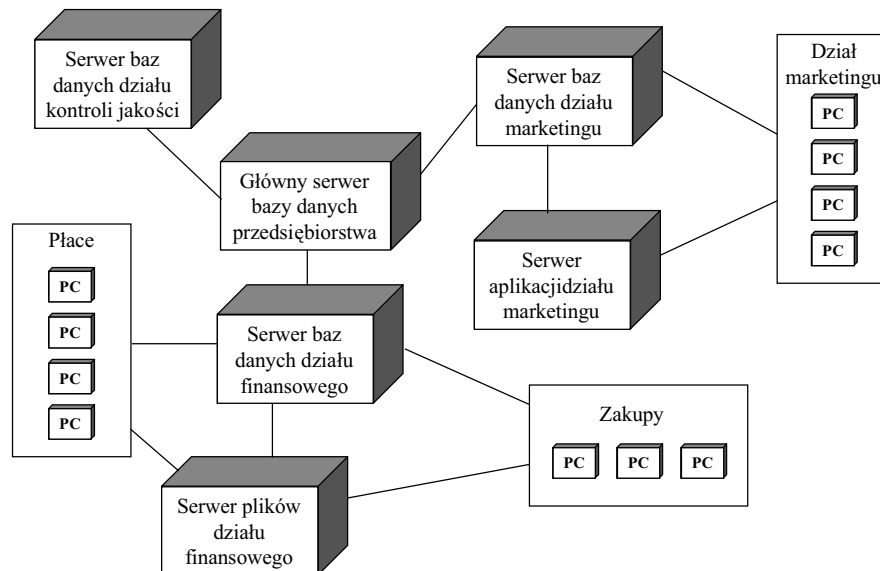 Serwer baz
danych działu
kontroli jakości
Serwer baz
danych działu
marketingu
Dział
marketingu
PC
PC
PC
PC
Główny serwer
bazy danych
przedsiębiorstwa
Płace
PC
PC
PC
PC
Serwer
aplikacjidziału
marketingu
Serwer baz
danych działu
finansowego
Zakupy
PC PC PC
Serwer plików
działu
finansowego